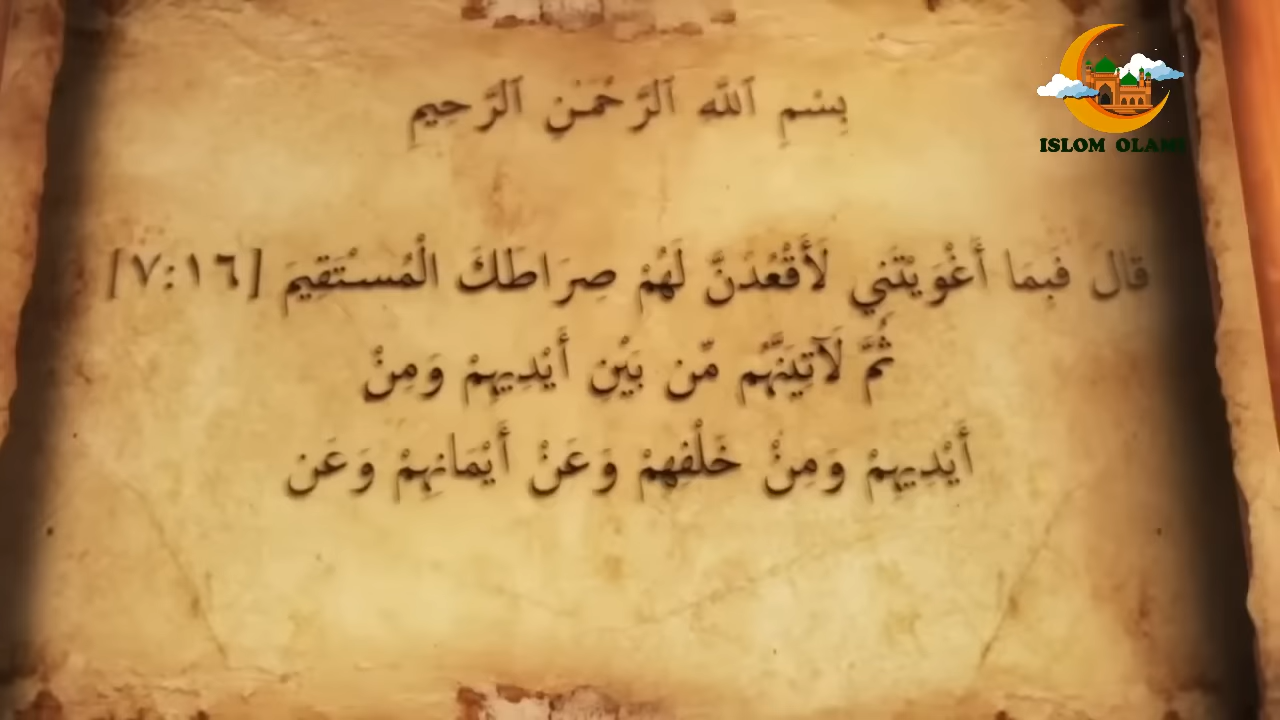 بِسْمِ ٱللَّهِ ٱلرَّحْمَـٰنِ ٱلرَّحِيمِ
قَالَ فَبِمَا أَغْوَيْتَنِي لَأَقْعُدَنَّ لَهُمْ صِرَاطَكَ الْمُسْتَقِيمَ [٧:١٦]
ثُمَّ لَآتِيَنَّهُم مِّن بَيْنِ أَيْدِيهِمْ وَمِنْ
أَيْدِيهِمْ وَمِنْ خَلْفِهِمْ وَعَنْ أَيْمَانِهِمْ وَعَن
ISLOM OLAMI